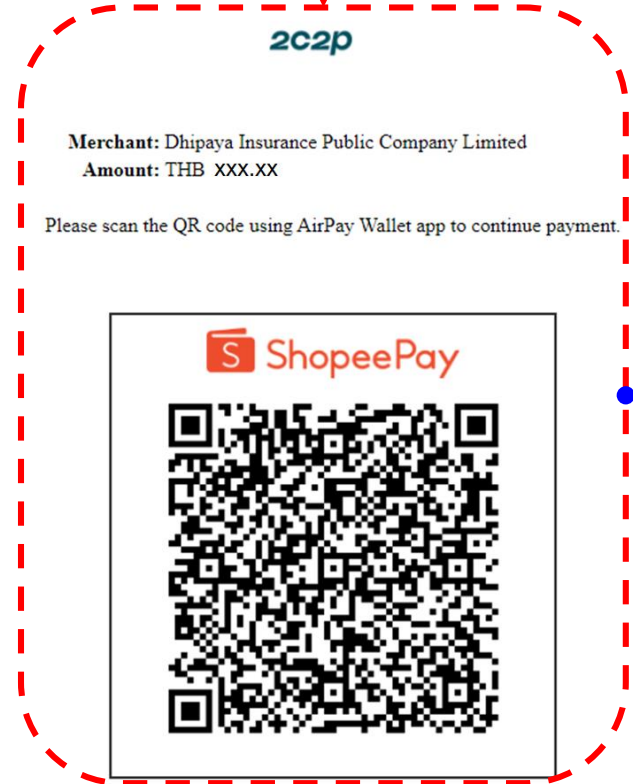 2c2p
Merchant: Dhipaya Insurance Public Company Limited
Amount: THB XXX.XX
Please scan the QR code using AirPay Wallet app to continue payment.
S ShopeePay